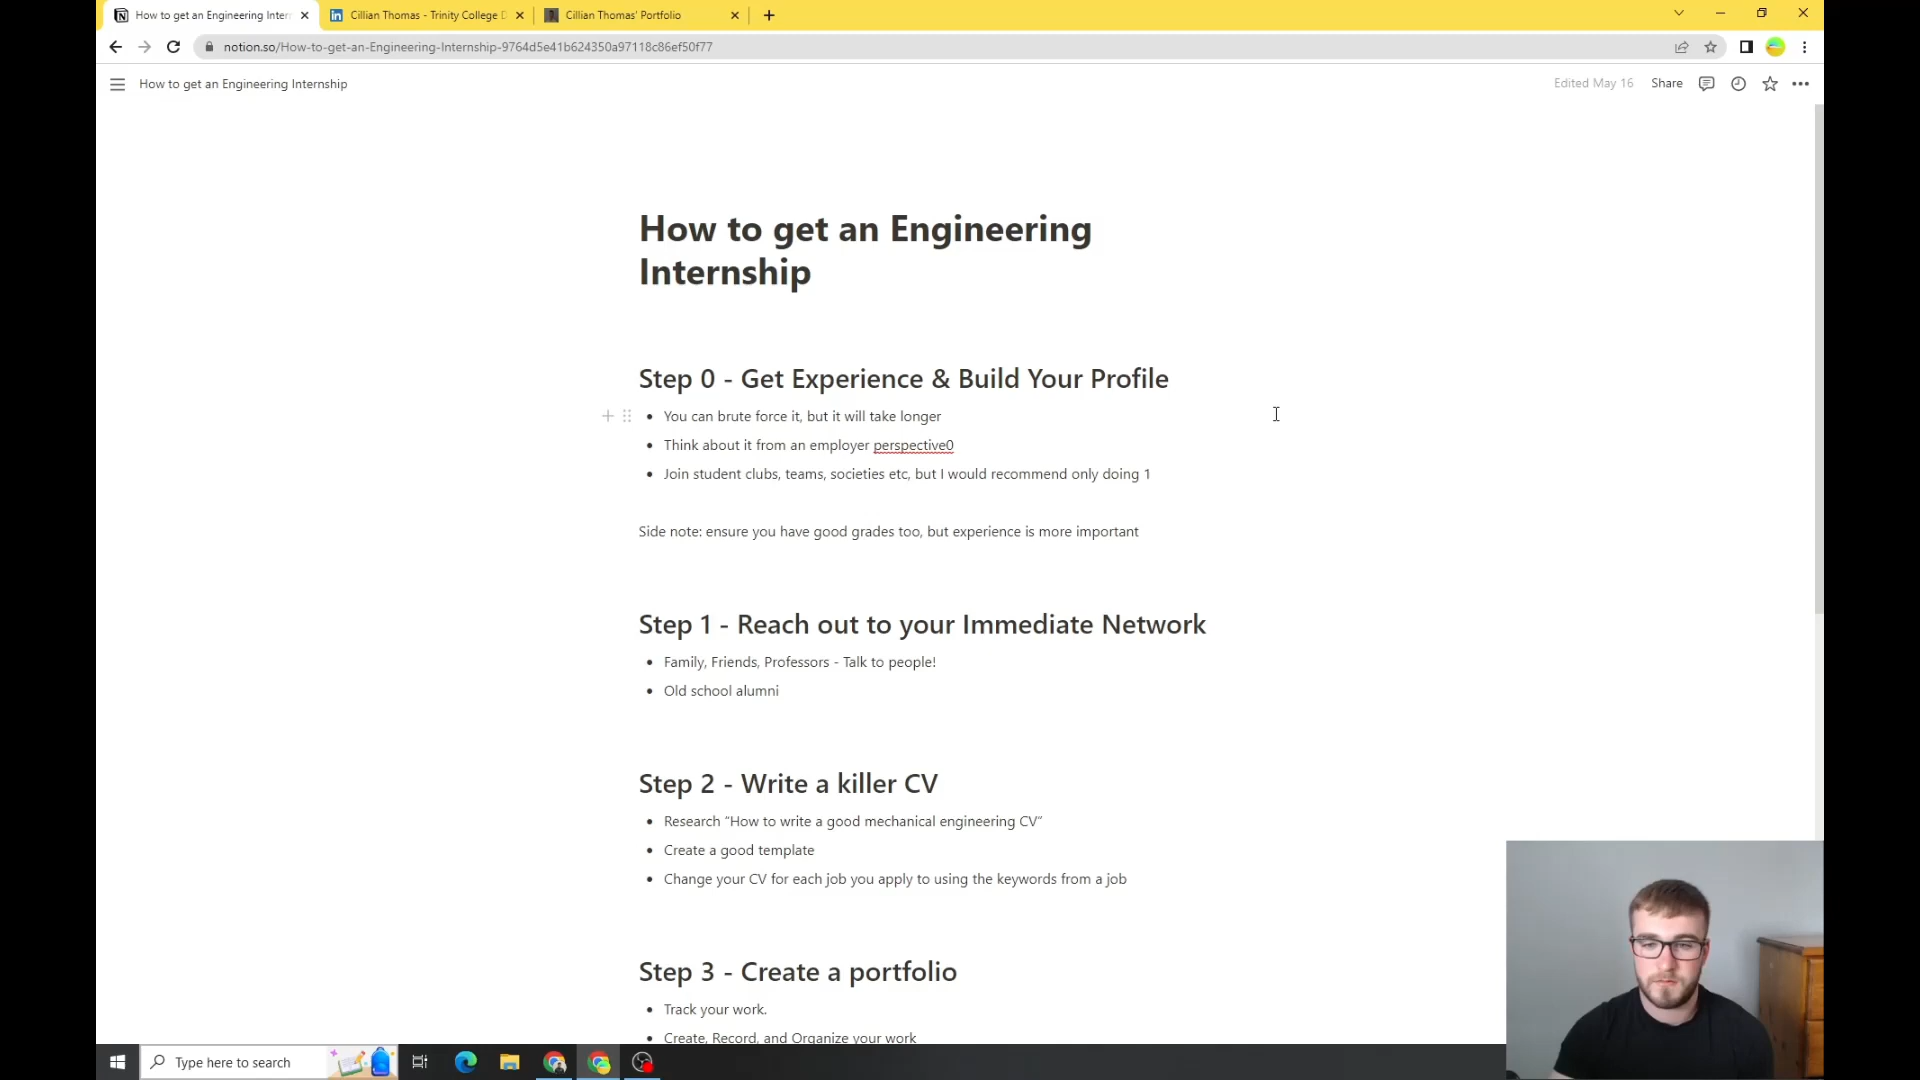 How to get an Engineering Inter
Cillian Thomas - Trinity College D
Cillian Thomas' Portfolio
notion.so/How-to-get-an-Engineering-Internship-9764d5e41b624350a97118c86ef50f77
How to get an Engineering Internship
Edited May 16
Share
How to get an Engineering
Internship
Step 0 - Get Experience & Build Your Profile
• You can brute force it, but it will take longer
• Think about it from an employer perspective0
• Join student clubs, teams, societies etc, but I would recommend only doing 1
Side note: ensure you have good grades too, but experience is more important
Step 1 - Reach out to your Immediate Network
• Family, Friends, Professors - Talk to people!
• Old school alumni
Step 2 - Write a killer CV
• Research “How to write a good mechanical engineering CV”
• Create a good template
• Change your CV for each job you apply to using the keywords from a job
Step 3 - Create a portfolio
• Track your work.
• Create, Record, and Organize your work
Type here to search